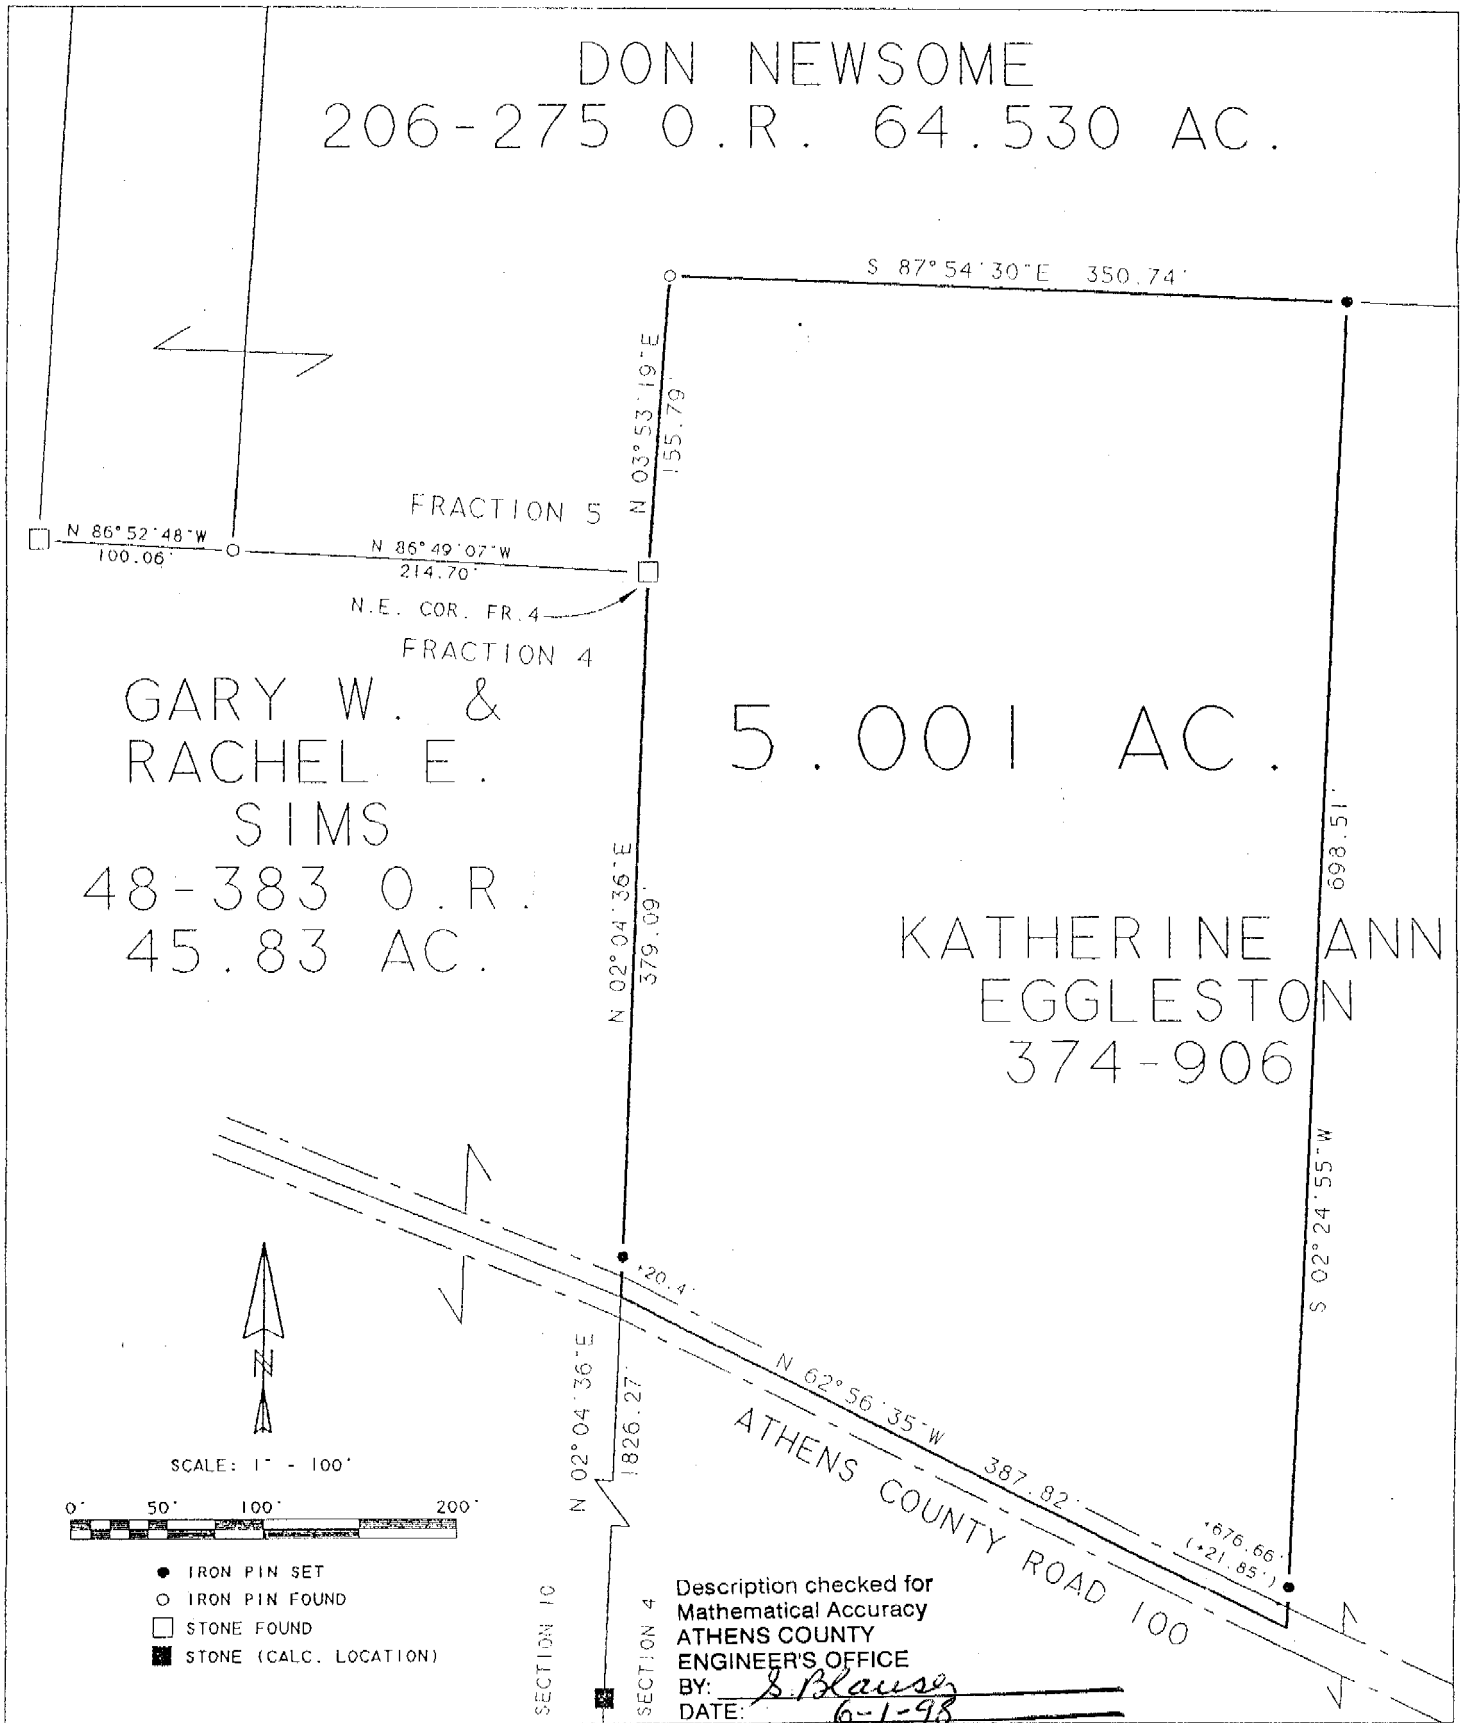 DON NEWSOME
206-275 O.R. 64.530 AC.
S 87°54'30"E 350.74'
N 03°53'19"E
155.79'
FRACTION 5
N 86°52'48"W
100.06'
N 86°49'07"W
214.70'
N.E. COR. FR.4
FRACTION 4
GARY W. &
RACHEL E.
SIMS
48-383 O.R.
45.83 AC.
5.001 AC.
698.51'
N 02°04'36"E
379.09'
KATHERINE ANN
EGGLESTON
374-906
S 02°24'55"W
+20.4'
N 62°56'35"W 387.82'
ATHENS COUNTY ROAD 100
+676.66'
(+21.85')
N 02°04'36"E
1826.27'
N
SCALE: 1" - 100'
0' 50' 100' 200'
IRON PIN SET
IRON PIN FOUND
STONE FOUND
STONE (CALC. LOCATION)
SECTION 10
SECTION 4
Description checked for
Mathematical Accuracy
ATHENS COUNTY
ENGINEER'S OFFICE
BY: S. Blauser
DATE: 6-1-98